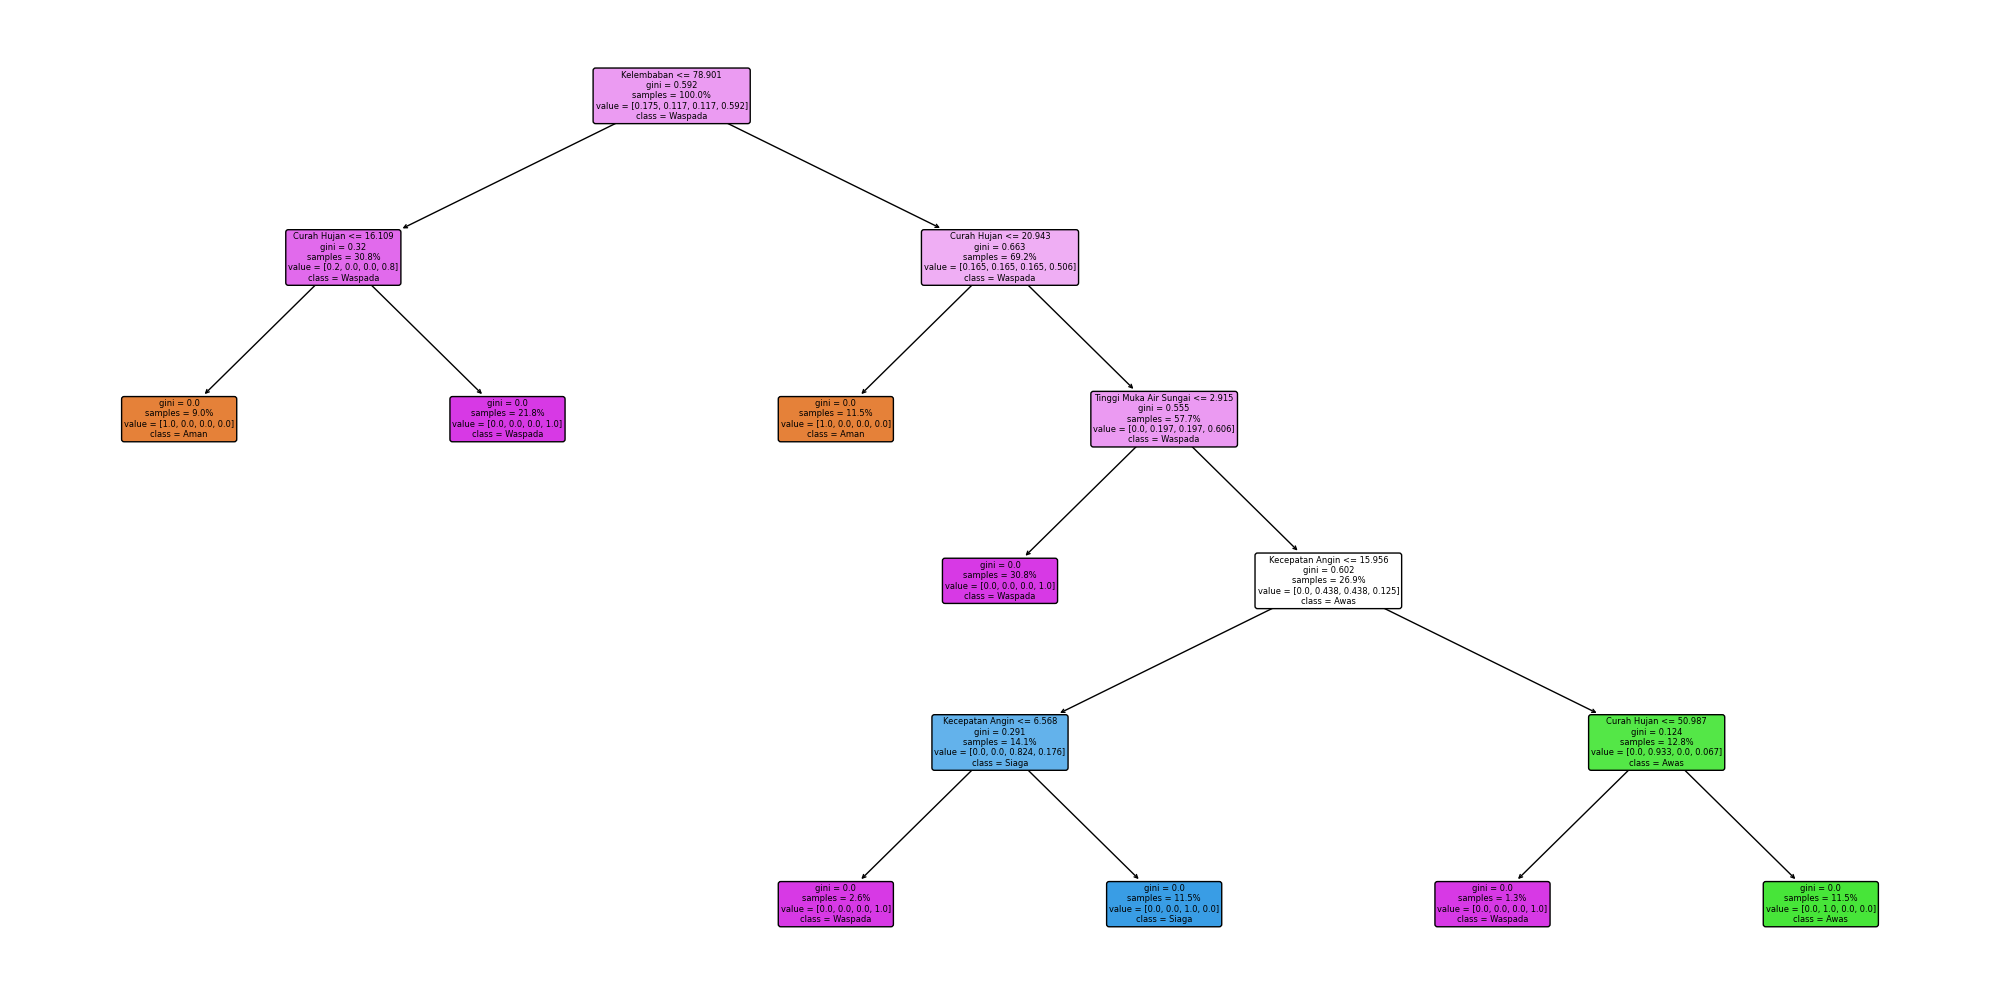 Kelembaban <= 78.901
gini = 0.592
samples = 100.0%
value = [0.175, 0.117, 0.117, 0.592]
class = Waspada
Curah Hujan <= 16.109
gini = 0.32
samples = 30.8%
value = [0.2, 0.0, 0.0, 0.8]
class = Waspada
Curah Hujan <= 20.943
gini = 0.663
samples = 69.2%
value = [0.165, 0.165, 0.165, 0.506]
class = Waspada
gini = 0.0
samples = 9.0%
value = [1.0, 0.0, 0.0, 0.0]
class = Aman
gini = 0.0
samples = 21.8%
value = [0.0, 0.0, 0.0, 1.0]
class = Waspada
gini = 0.0
samples = 11.5%
value = [1.0, 0.0, 0.0, 0.0]
class = Aman
Tinggi Muka Air Sungai <= 2.915
gini = 0.555
samples = 57.7%
value = [0.0, 0.197, 0.197, 0.606]
class = Waspada
gini = 0.0
samples = 30.8%
value = [0.0, 0.0, 0.0, 1.0]
class = Waspada
Kecepatan Angin <= 15.956
gini = 0.602
samples = 26.9%
value = [0.0, 0.438, 0.438, 0.125]
class = Awas
Kecepatan Angin <= 6.568
gini = 0.291
samples = 14.1%
value = [0.0, 0.0, 0.824, 0.176]
class = Siaga
Curah Hujan <= 50.987
gini = 0.124
samples = 12.8%
value = [0.0, 0.933, 0.0, 0.067]
class = Awas
gini = 0.0
samples = 2.6%
value = [0.0, 0.0, 0.0, 1.0]
class = Waspada
gini = 0.0
samples = 11.5%
value = [0.0, 0.0, 1.0, 0.0]
class = Siaga
gini = 0.0
samples = 1.3%
value = [0.0, 0.0, 0.0, 1.0]
class = Waspada
gini = 0.0
samples = 11.5%
value = [0.0, 1.0, 0.0, 0.0]
class = Awas